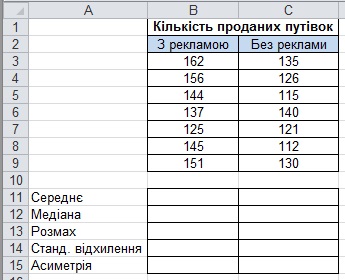 A B C
1 Кількість проданих путівок
2 З рекламою Без реклами
3 162 135
4 156 126
5 144 115
6 137 140
7 125 121
8 145 112
9 151 130
10
11 Середнє
12 Медіана
13 Розмах
14 Станд. відхилення
15 Асиметрія